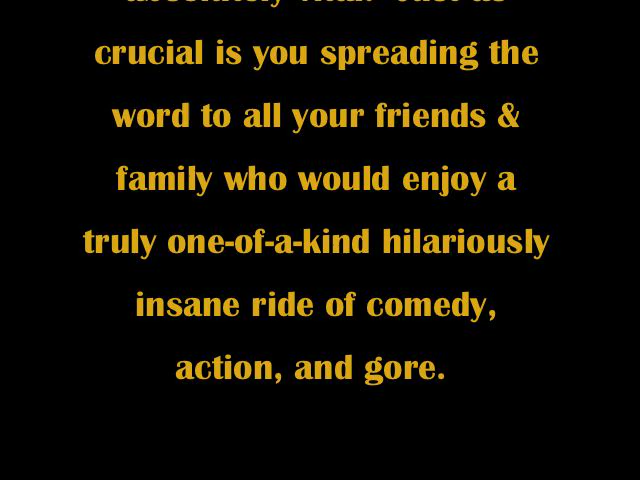 crucial is you spreading the
word to all your friends &
family who would enjoy a
truly one-of-a-kind hilariously
insane ride of comedy,
action, and gore.